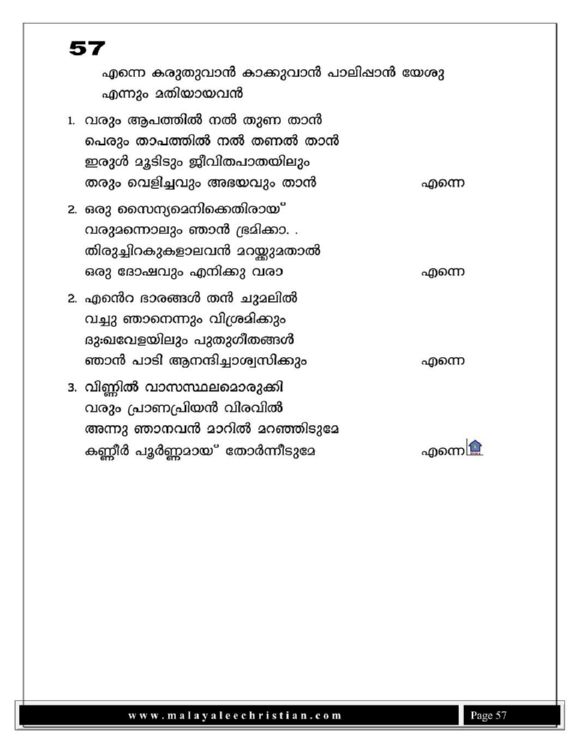 57
എന്നെ കരുതുവാൻ കാക്കുവാൻ പാലിപ്പാൻ യേശു
എന്നും മതിയായവൻ
1. വരും ആപത്തിൽ നൽ തുണ താൻ
പെരും താപത്തിൽ നൽ തണൽ താൻ
ഇരുൾ മൂടിടും ജീവിതപാതയിലും
തരും വെളിച്ചവും അഭയവും താൻ എന്നെ
2. ഒരു സൈന്യമെനിക്കെതിരായ്
വരുമന്നൊലും ഞാൻ ഭ്രമിക്കാ. .
തിരുച്ചിറകുകളാലവൻ മറയ്ക്കുമതാൽ
ഒരു ദോഷവും എനിക്കു വരാ എന്നെ
2. എൻെറ ഭാരങ്ങൾ തൻ ചുമലിൽ
വച്ചു ഞാനെന്നും വിശ്രമിക്കും
ദുഃഖവേളയിലും പുതുഗീതങ്ങൾ
ഞാൻ പാടി ആനന്ദിച്ചാശ്വസിക്കും എന്നെ
3. വിണ്ണിൽ വാസസ്ഥലമൊരുക്കി
വരും പ്രാണപ്രിയൻ വിരവിൽ
അന്നു ഞാനവൻ മാറിൽ മറഞ്ഞിടുമേ
കണ്ണീർ പൂർണ്ണമായ് തോർന്നീടുമേ എന്നെ
www.malayaleechristian.com Page 57